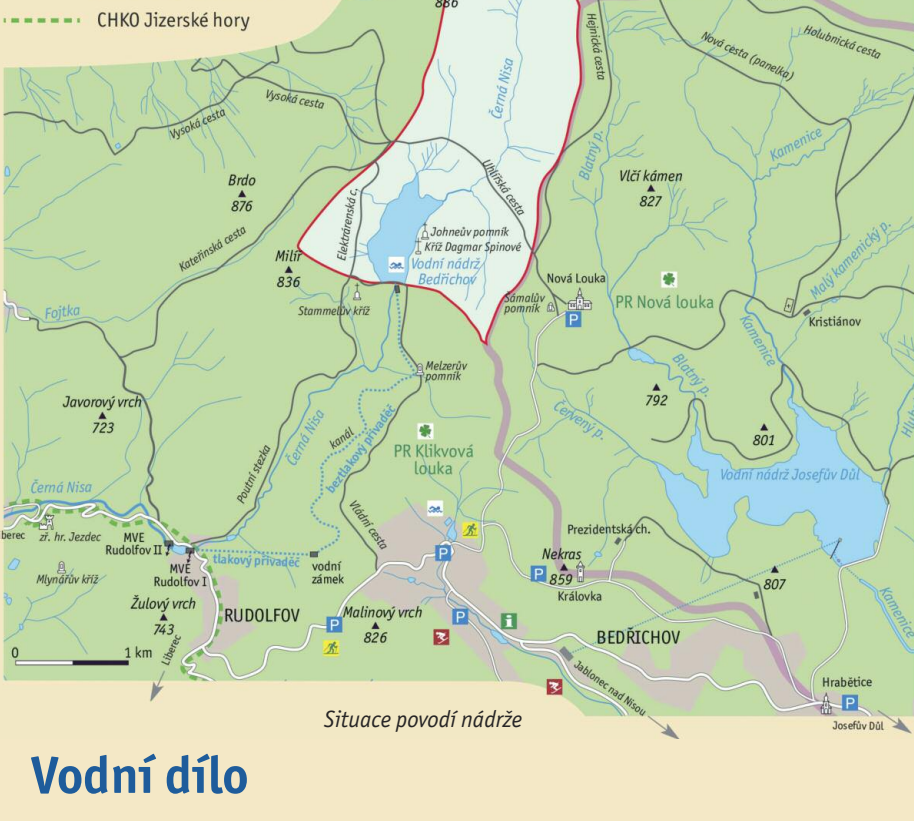 CHKO Jizerské hory
886
Hejnická cesta
Holubnická cesta
Nová cesta (panelka)
Černá Nisa
Vysoká cesta
Vysoká cesta
Kamenice
Blatný p.
Uhlířská cesta
Vlčí kámen
827
Brdo
876
Elektrárenská c.
Johneův pomník
Kříž Dagmar Spinové
Kateřinská cesta
Malý kamenický p.
Milíř
836
Vodní nádrž
Bedřichov
Nová Louka
PR Nová louka
Šámalův
pomník
P
Stammelův kříž
Fojtka
Kristiánov
Kamenice
Melzerův
pomník
Blatný p.
792
Javorový vrch
723
Červený p.
801
Černá Nisa
kanál
beztlakový přivaděč
PR Klikvová
louka
Poutní stezka
Vodní nádrž Josefův Důl
Černá Nisa
Vládní cesta
berec
zř. hr. Jezdec
MVE
Rudolfov II
Prezidentská ch.
P
Nekras
859
P
tlakový přivaděč
vodní
zámek
MVE
Rudolfov I
Mlynářův kříž
Královka
807
Kamenice
Žulový vrch
743
RUDOLFOV
Malinový vrch
826
P
P
i
BEDŘICHOV
0
1 km
Liberec
Jablonec nad Nisou
Hrabětice
P
Josefův Důl
Situace povodí nádrže
Vodní dílo